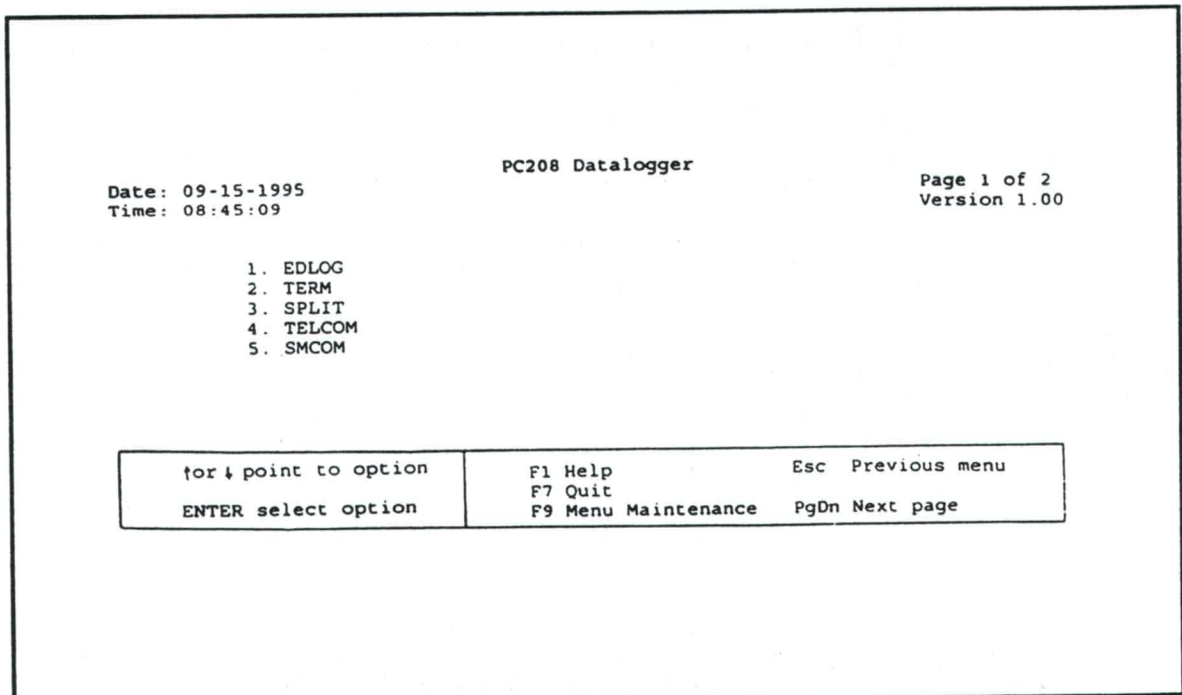 PC208 Datalogger
Date: 09-15-1995
Page 1 of 2
Time: 08:45:09
Version 1.00
1. EDLOG
2. TERM
3. SPLIT
4. TELCOM
5. SMCOM
↑or↓ point to option
F1 Help
Esc Previous menu
F7 Quit
ENTER select option
F9 Menu Maintenance
PgDn Next page